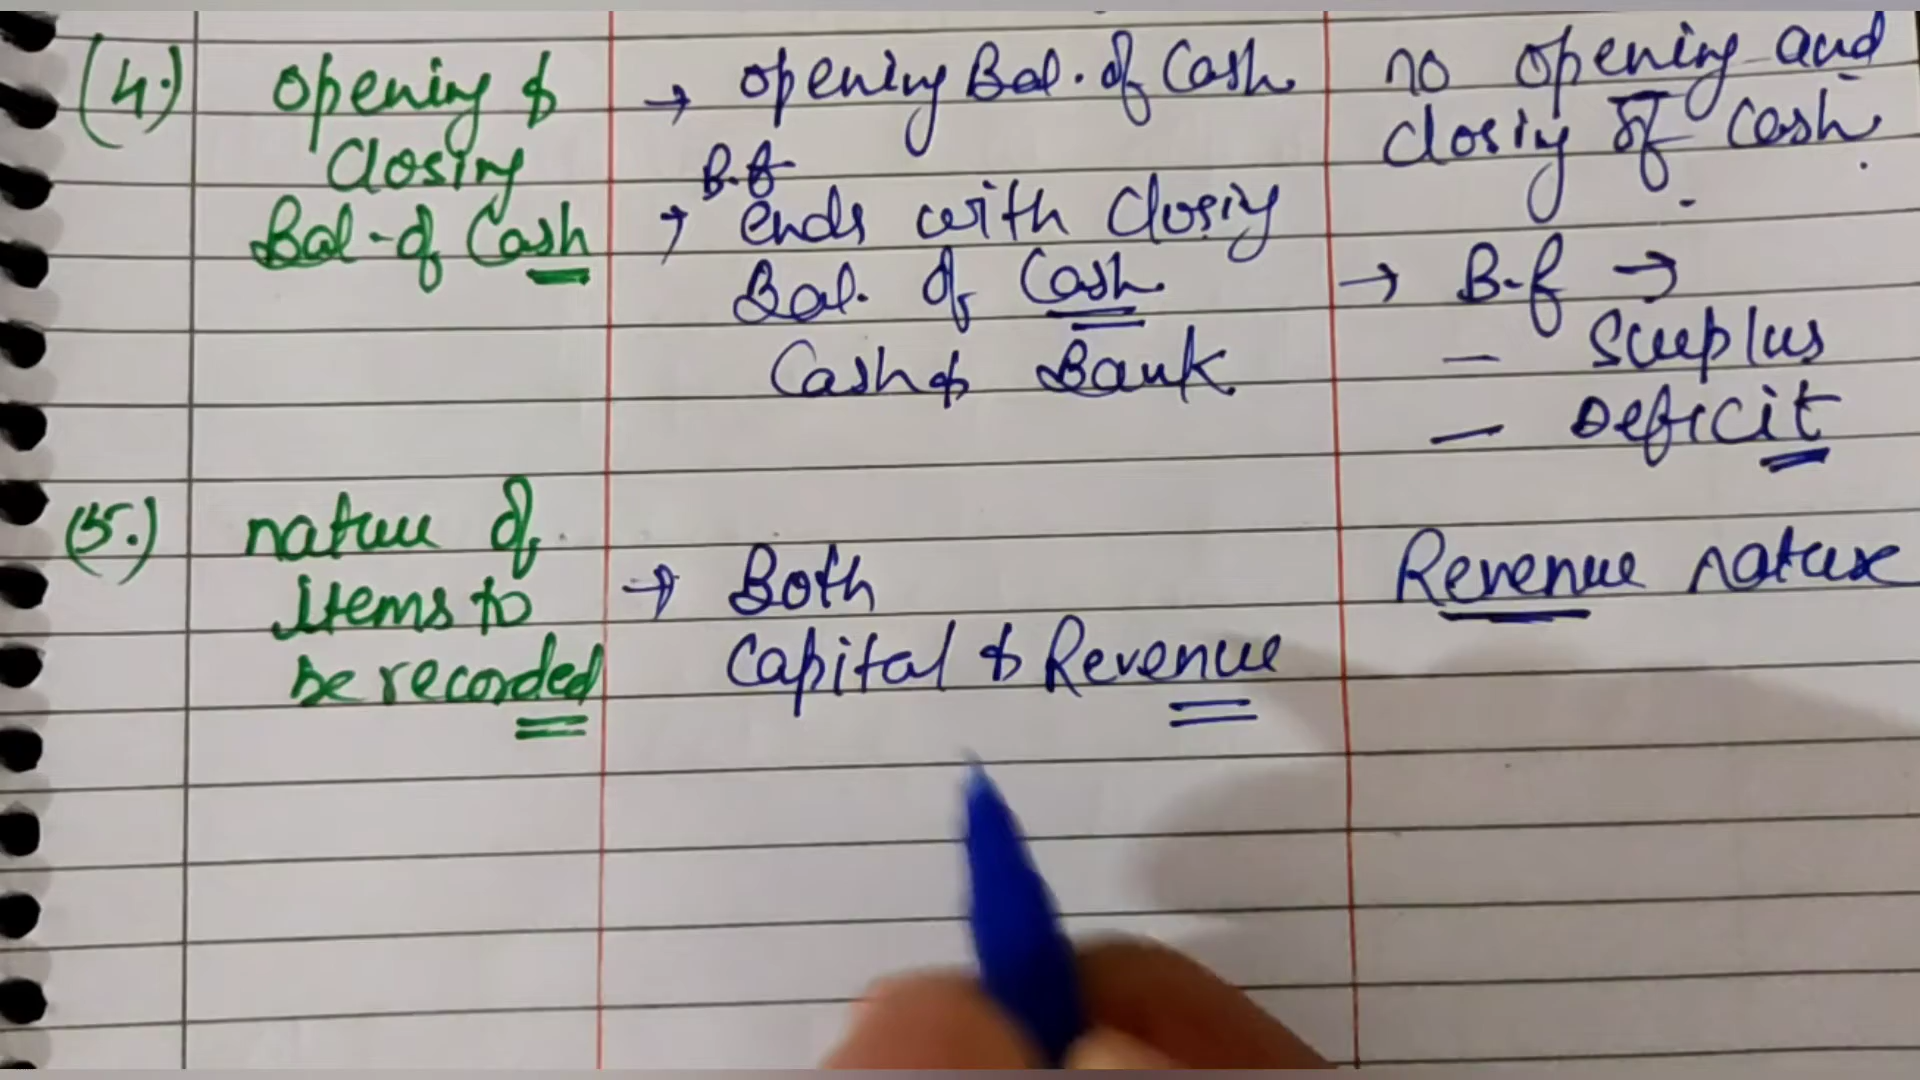 (4.) opening &
closing
Bal. of Cash
→ opening Bal. of Cash
B.f
→ ends with closing
Bal. of Cash
Cash & Bank
no opening and
closing of cash.
→ B.f →
— Surplus
— Deficit
(5.) nature of
items to
be recorded
→ Both
Capital & Revenue
Revenue nature